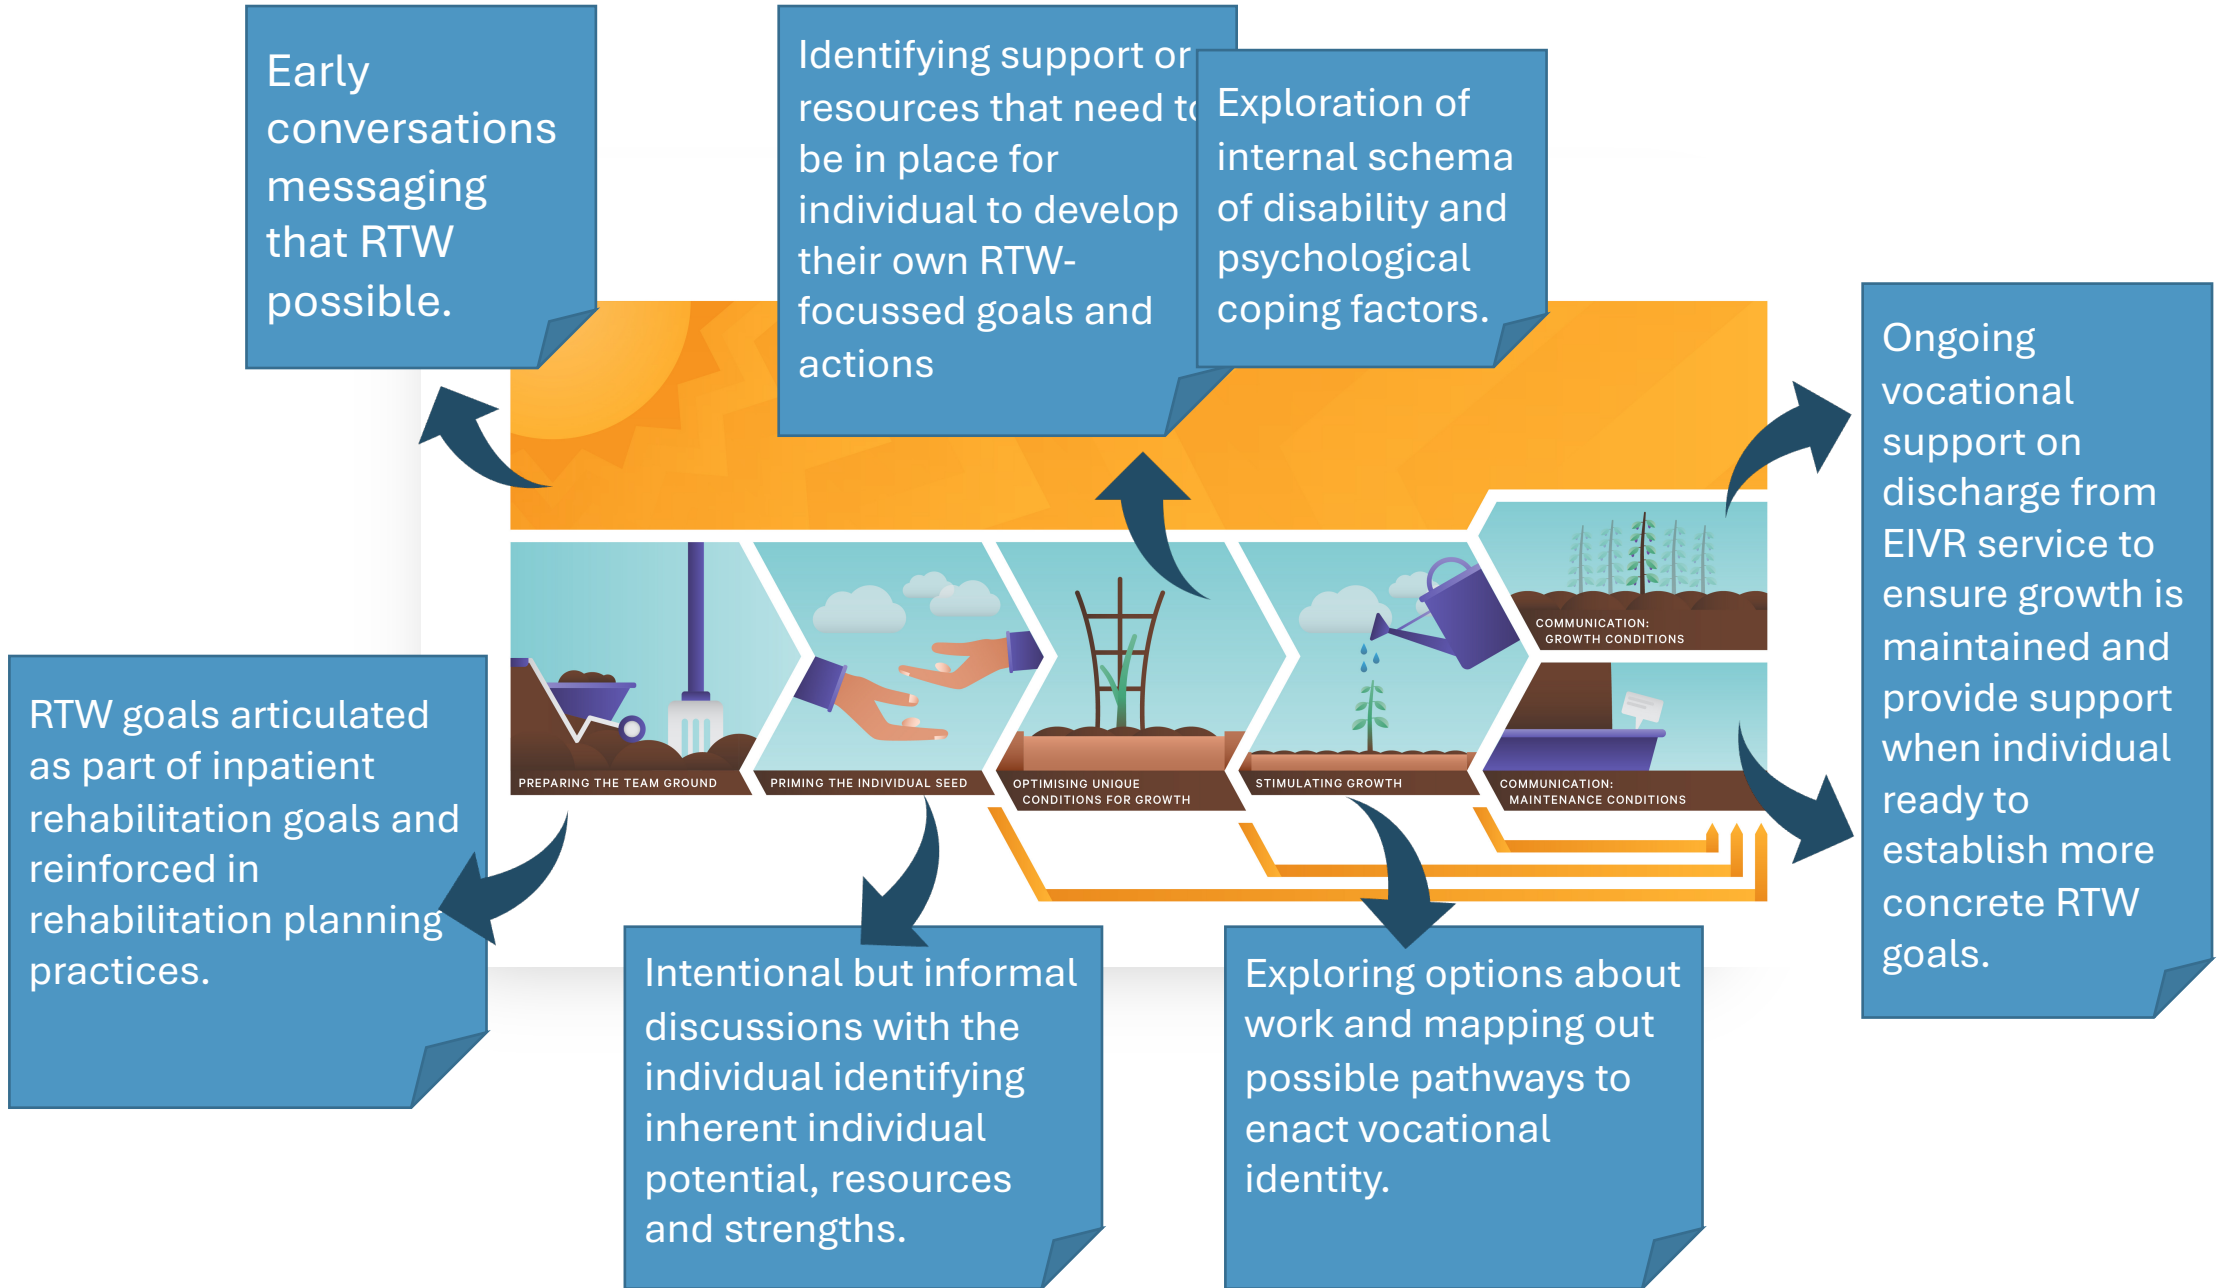 Early
conversations
messaging
that RTW
possible.
Identifying support or
resources that need to
be in place for
individual to develop
their own RTW-
focussed goals and
actions
Exploration of
internal schema
of disability and
psychological
coping factors.
Ongoing
vocational
support on
discharge from
EIVR service to
ensure growth is
maintained and
provide support
when individual
ready to
establish more
concrete RTW
goals.
COMMUNICATION:
GROWTH CONDITIONS
PREPARING THE TEAM GROUND
PRIMING THE INDIVIDUAL SEED
OPTIMISING UNIQUE
CONDITIONS FOR GROWTH
STIMULATING GROWTH
COMMUNICATION:
MAINTENANCE CONDITIONS
RTW goals articulated
as part of inpatient
rehabilitation goals and
reinforced in
rehabilitation planning
practices.
Intentional but informal
discussions with the
individual identifying
inherent individual
potential, resources
and strengths.
Exploring options about
work and mapping out
possible pathways to
enact vocational
identity.